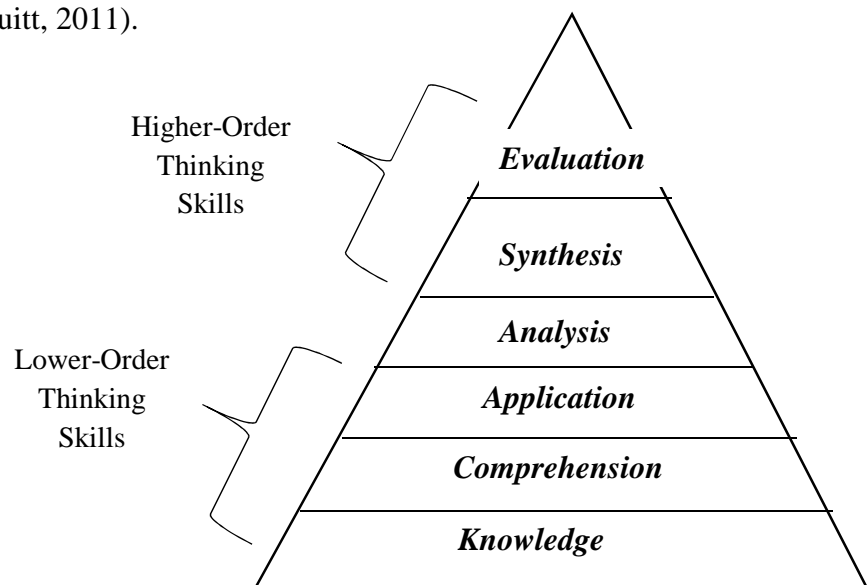 uitt, 2011).
Higher-Order
Thinking
Skills
Evaluation
Synthesis
Analysis
Lower-Order
Thinking
Skills
Application
Comprehension
Knowledge